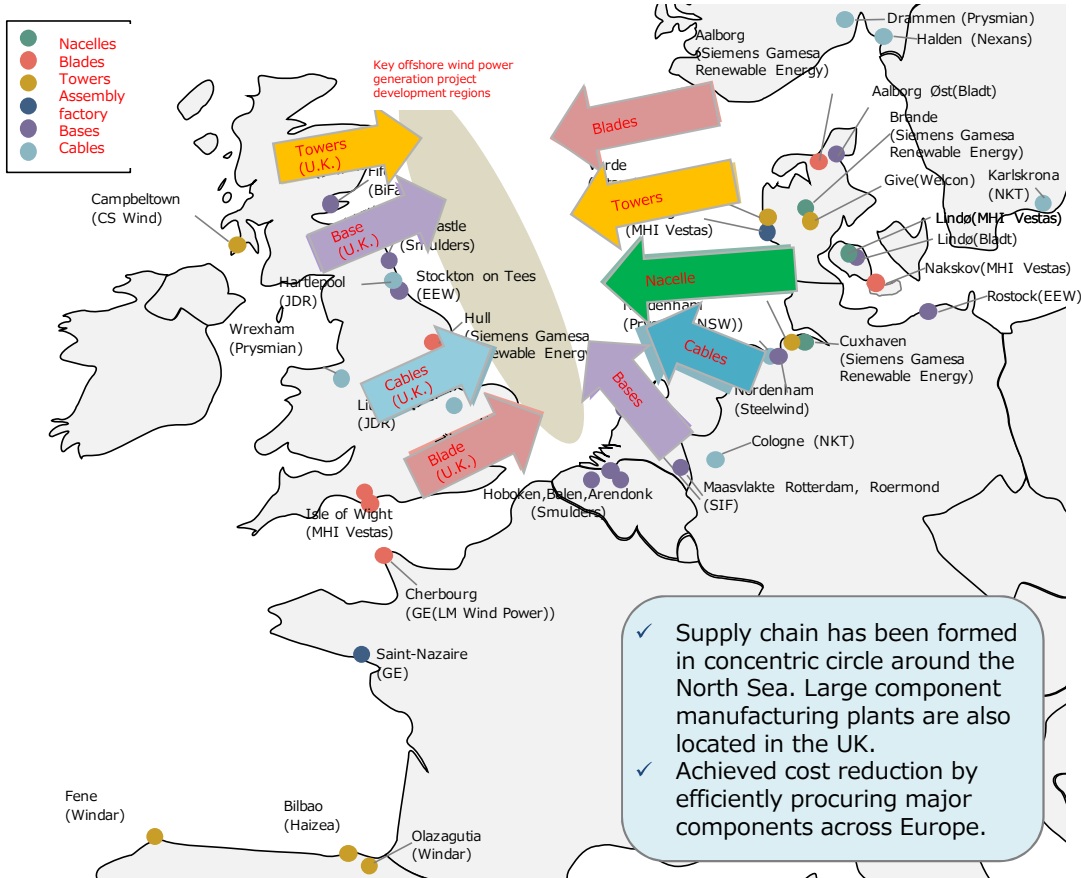 Nacelles
Blades
Towers
Assembly
factory
Bases
Cables
Key offshore wind power
generation project
development regions
Drammen (Prysmian)
Halden (Nexans)
Aalborg
(Siemens Gamesa
Renewable Energy)
Aalborg Øst(Bladt)
Brande
(Siemens Gamesa
Renewable Energy)
Karlskrona
(NKT)
Give(Welcon)
Lindø(MHI Vestas)
Lindø(Bladt)
Nakskov(MHI Vestas)
Rostock(EEW)
Cuxhaven
(Siemens Gamesa
Renewable Energy)
Blades
Towers
(MHI Vestas)
Nacelle
Cables
Bases
Nordenham
(Steelwind)
Cologne (NKT)
Maasvlakte Rotterdam, Roermond
(SIF)
Hoboken,Balen,Arendonk
(Smulders)
Towers
(U.K.)
Campbeltown
(CS Wind)
Base
(U.K.)
(Smulders)
Hartlepool
(JDR)
Stockton on Tees
(EEW)
Wrexham
(Prysmian)
Hull
(Siemens Gamesa
Cables
(U.K.)
(JDR)
Blade
(U.K.)
Isle of Wight
(MHI Vestas)
Cherbourg
(GE(LM Wind Power))
Saint-Nazaire
(GE)
Fene
(Windar)
Bilbao
(Haizea)
Olazagutia
(Windar)
✓ Supply chain has been formed
in concentric circle around the
North Sea. Large component
manufacturing plants are also
located in the UK.
✓ Achieved cost reduction by
efficiently procuring major
components across Europe.